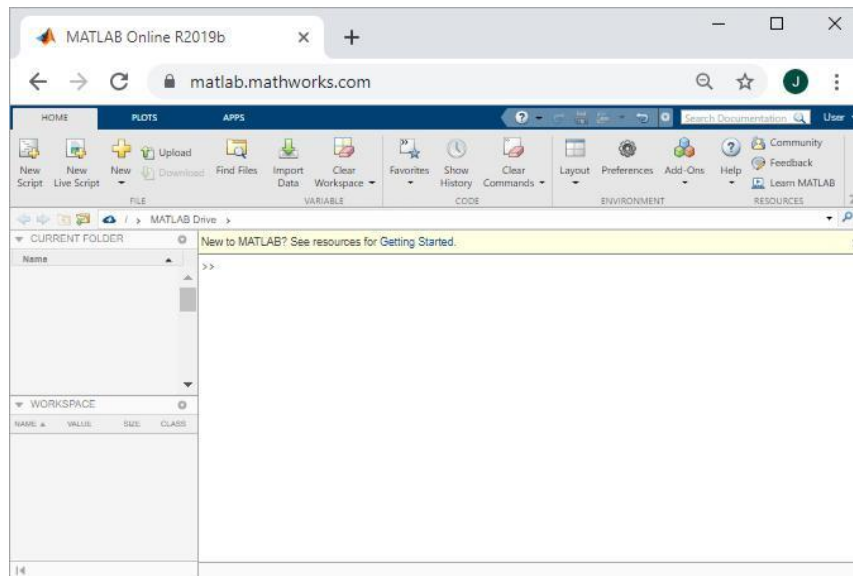 MATLAB Online R2019b
matlab.mathworks.com
J
HOME PLOTS APPS Search Documentation User
New Script
New Live Script
New
Upload
Download
Find Files
Import Data
Clear Workspace
Favorites
Show History
Clear Commands
Layout
Preferences
Add-Ons
Help
Community
Feedback
Learn MATLAB
FILE VARIABLE CODE ENVIRONMENT RESOURCES
/ > MATLAB Drive >
CURRENT FOLDER
Name
New to MATLAB? See resources for Getting Started.
>>
WORKSPACE
NAME VALUE SIZE CLASS